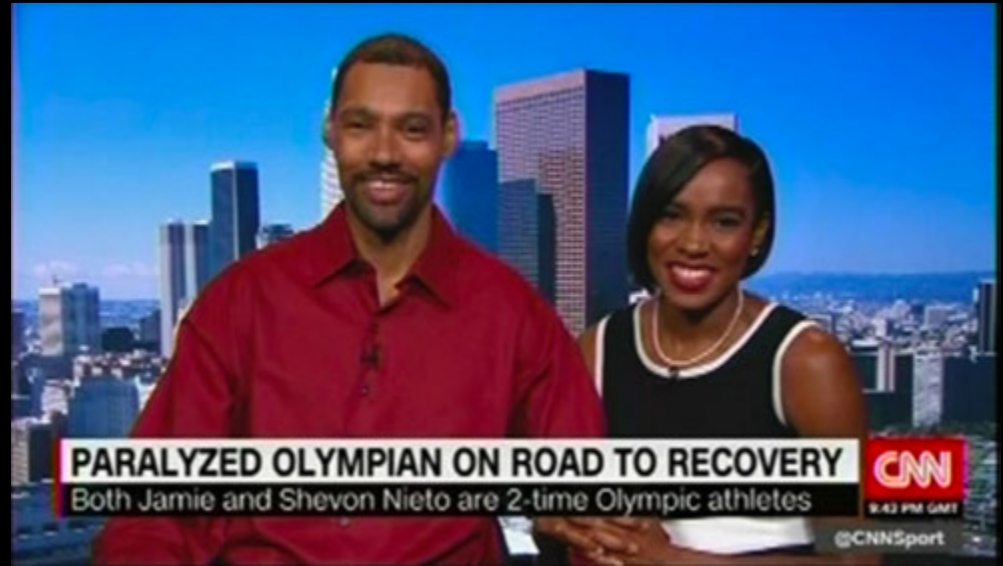 PARALYZED OLYMPIAN ON ROAD TO RECOVERY
Both Jamie and Shevon Nieto are 2-time Olympic athletes
CNN
9:43 PM GMT
@CNNSport